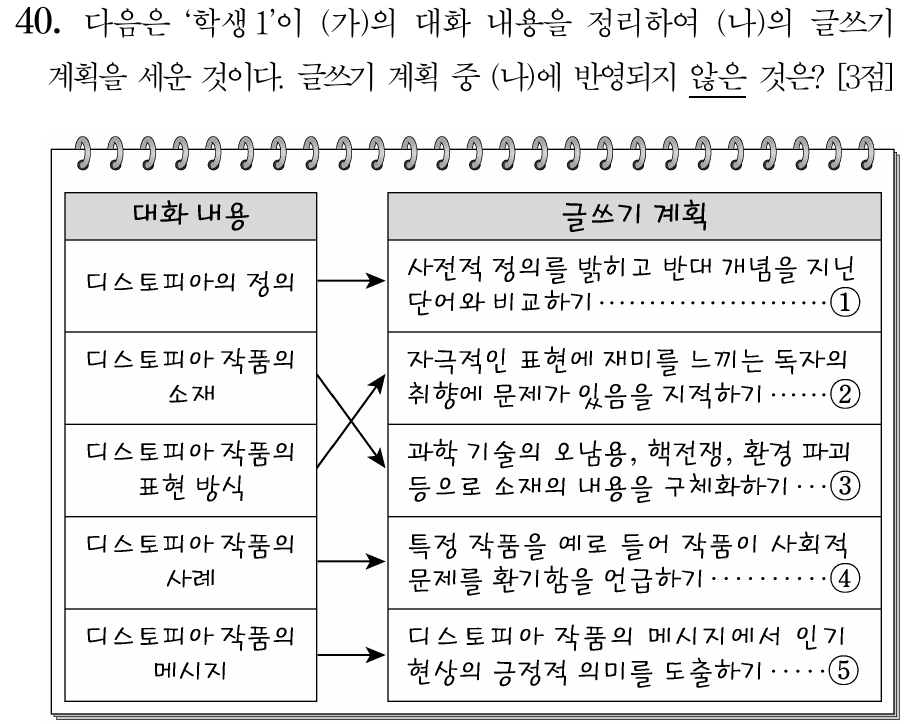 40. 다음은 ‘학생 1’이 (가)의 대화 내용을 정리하여 (나)의 글쓰기
계획을 세운 것이다. 글쓰기 계획 중 (나)에 반영되지 않은 것은? [3점]
대화 내용
글쓰기 계획
디스토피아의 정의
사전적 정의를 밝히고 반대 개념을 지닌
단어와 비교하기 ······················· ①
디스토피아 작품의
소재
자극적인 표현에 재미를 느끼는 독자의
취향에 문제가 있음을 지적하기 ······ ②
디스토피아 작품의
표현 방식
과학 기술의 오남용, 핵전쟁, 환경 파괴
등으로 소재의 내용을 구체화하기 ··· ③
디스토피아 작품의
사례
특정 작품을 예로 들어 작품이 사회적
문제를 환기함을 언급하기 ·········· ④
디스토피아 작품의
메시지
디스토피아 작품의 메시지에서 인기
현상의 긍정적 의미를 도출하기 ····· ⑤